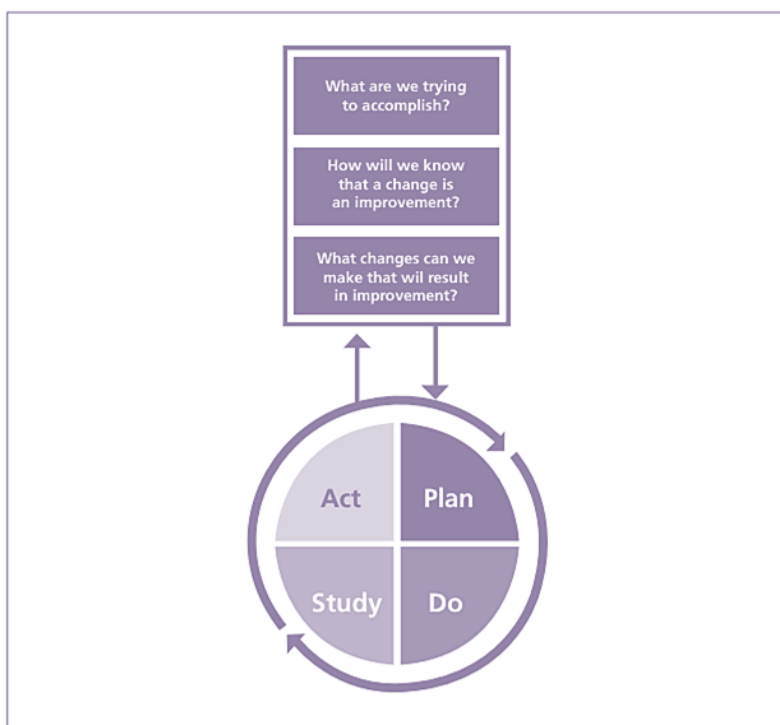 What are we trying
to accomplish?
How will we know
that a change is
an improvement?
What changes can we
make that wil result
in improvement?
Act
Plan
Study
Do